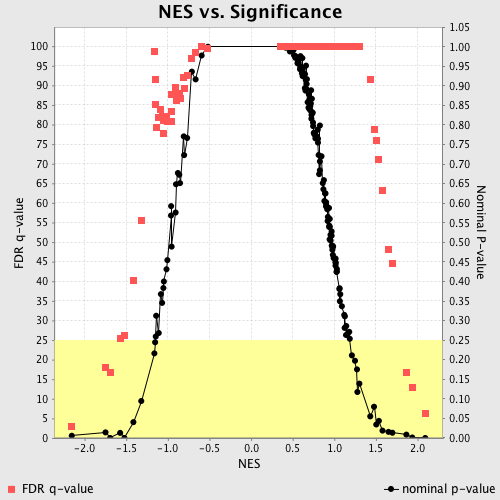 NES vs. Significance
100 95 90 85 80 75 70 65 60 55 50 45 40 35 30 25 20 15 10 5 0
FDR q-value
1.05 1.00 0.95 0.90 0.85 0.80 0.75 0.70 0.65 0.60 0.55 0.50 0.45 0.40 0.35 0.30 0.25 0.20 0.15 0.10 0.05 0.00
Nominal P-value
-2.0 -1.5 -1.0 -0.5 0.0 0.5 1.0 1.5 2.0
NES
FDR q-value
nominal p-value